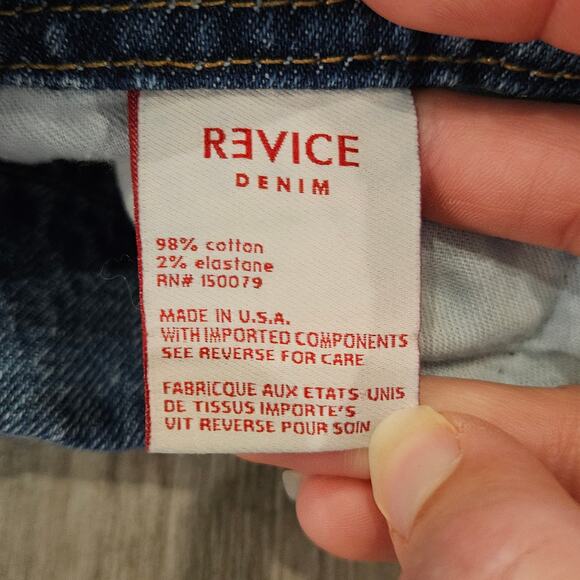 RƎVICE
DENIM
98% cotton
2% elastane
RN# 150079
MADE IN U.S.A.
WITH IMPORTED COMPONENTS
SEE REVERSE FOR CARE
FABRICQUE AUX ETATS UNIS
DE TISSUS IMPORTE'S
VIT REVERSE POUR SOIN